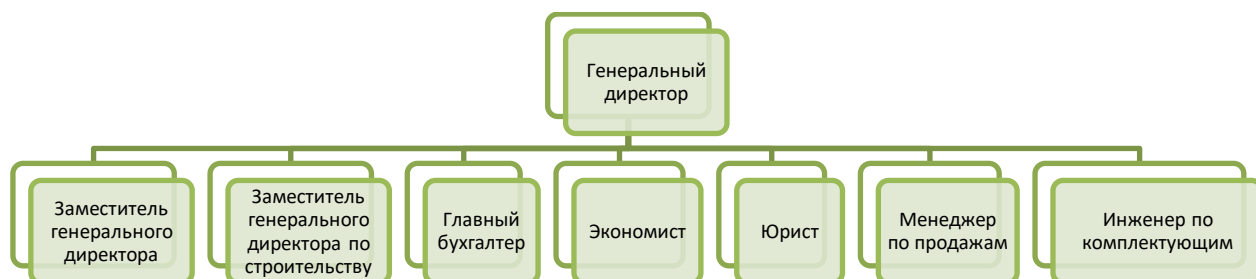 Генеральный
директор
Заместитель
генерального
директора
Заместитель
генерального
директора по
строительству
Главный
бухгалтер
Экономист
Юрист
Менеджер
по продажам
Инженер по
комплектующим